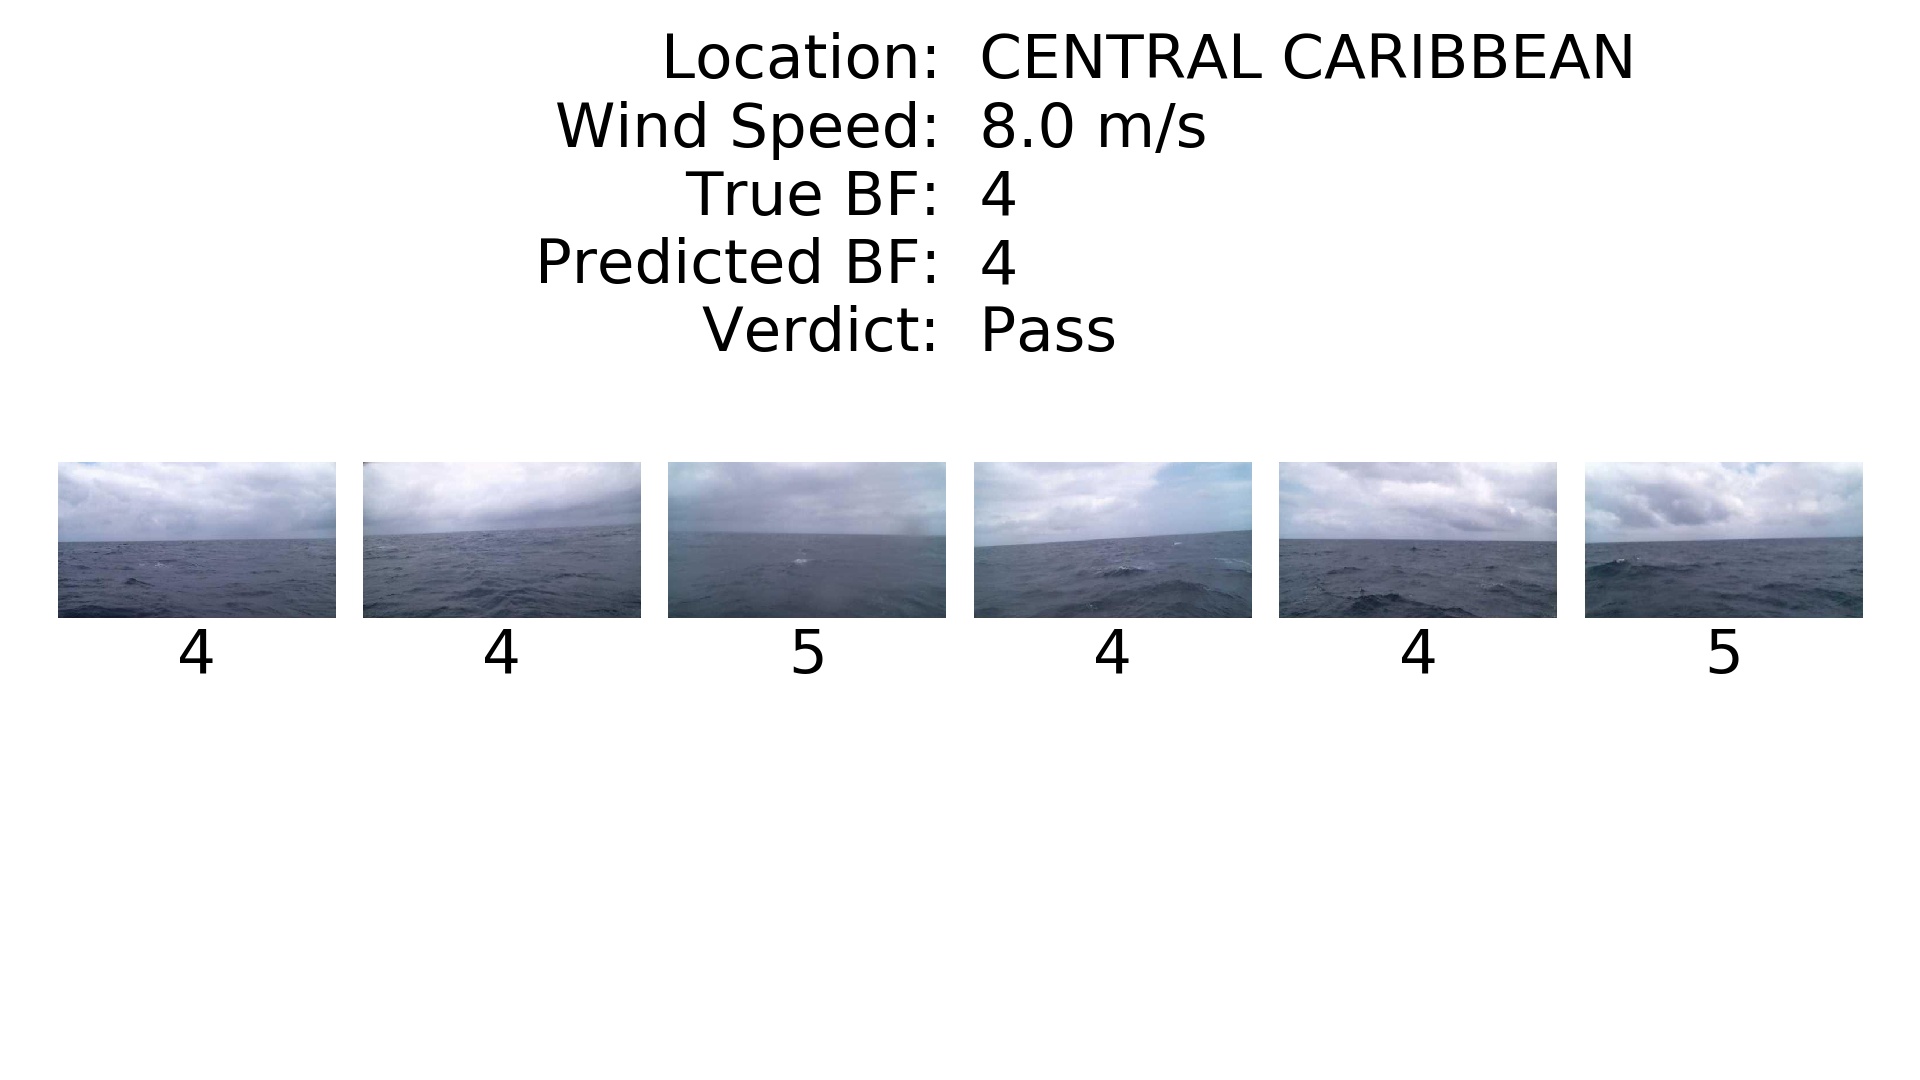 Location: CENTRAL CARIBBEAN
Wind Speed: 8.0 m/s
True BF: 4
Predicted BF: 4
Verdict: Pass
4 4 5 4 4 5